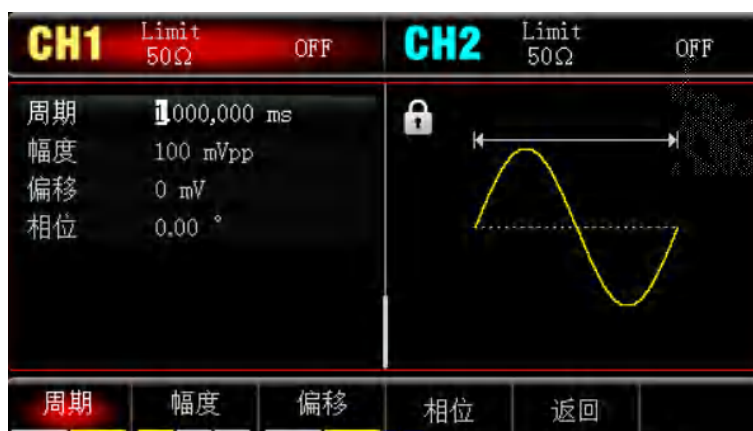 CH1 Limit 50Ω OFF
CH2 Limit 50Ω OFF
周期 1.000,000 ms
幅度 100 mVpp
偏移 0 mV
相位 0.00 °
周期 幅度 偏移 相位 返回